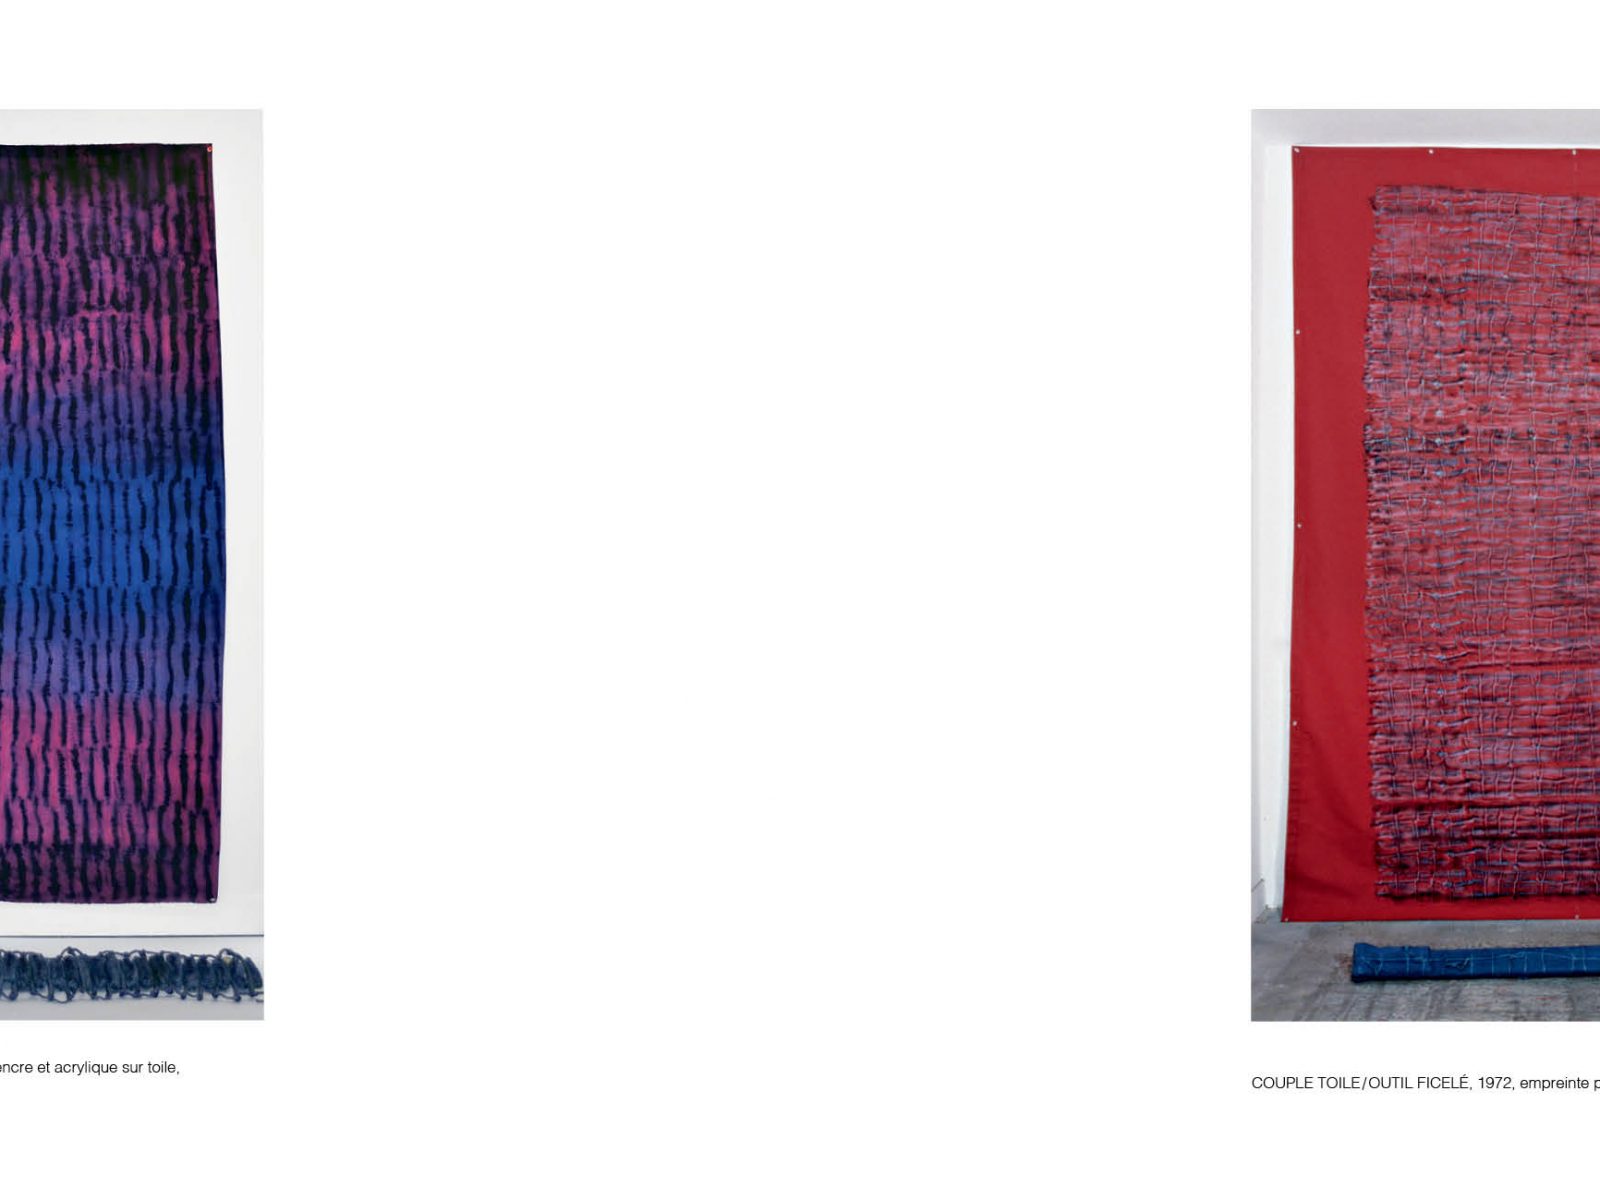 encre et acrylique sur toile,
COUPLE TOILE/OUTIL FICELÉ, 1972, empreinte